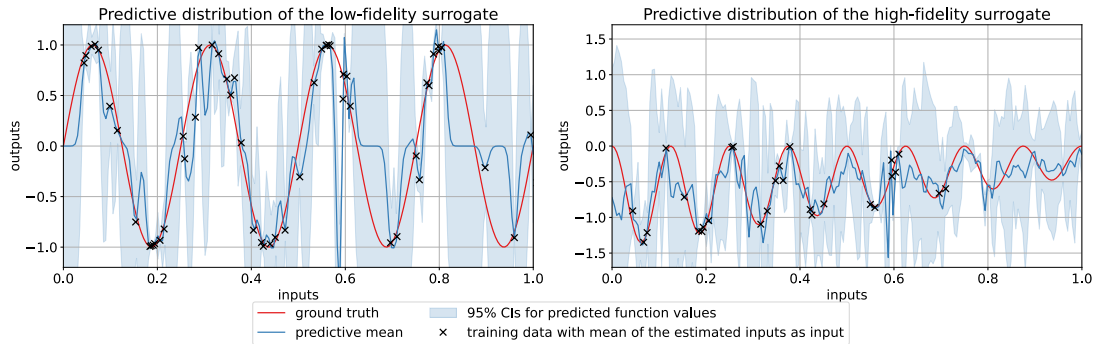 Predictive distribution of the low-fidelity surrogate
1.0
0.5
0.0
−0.5
−1.0
outputs
0.0 0.2 0.4 0.6 0.8 1.0
inputs
Predictive distribution of the high-fidelity surrogate
1.5
1.0
0.5
0.0
−0.5
−1.0
−1.5
outputs
0.0 0.2 0.4 0.6 0.8 1.0
inputs
ground truth
predictive mean
95% CIs for predicted function values
training data with mean of the estimated inputs as input